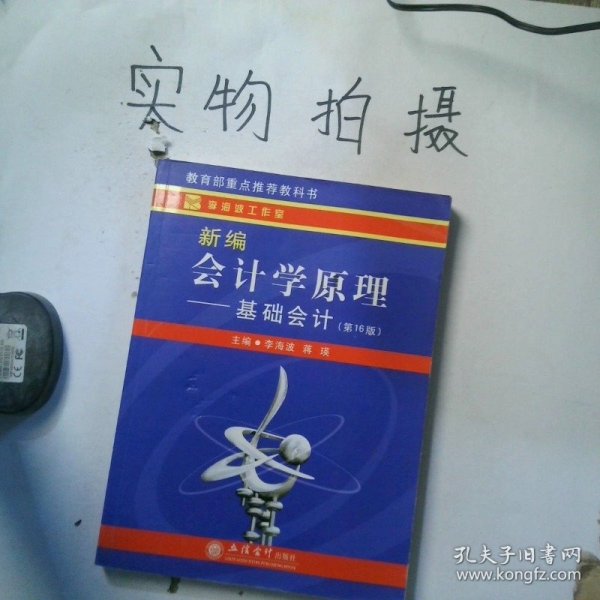 实物拍摄
教育部重点推荐教科书
李海波工作室
新编
会计学原理
——基础会计(第16版)
主编●李海波 蒋瑛
立信会计出版社
孔夫子旧书网
www.kongfz.com